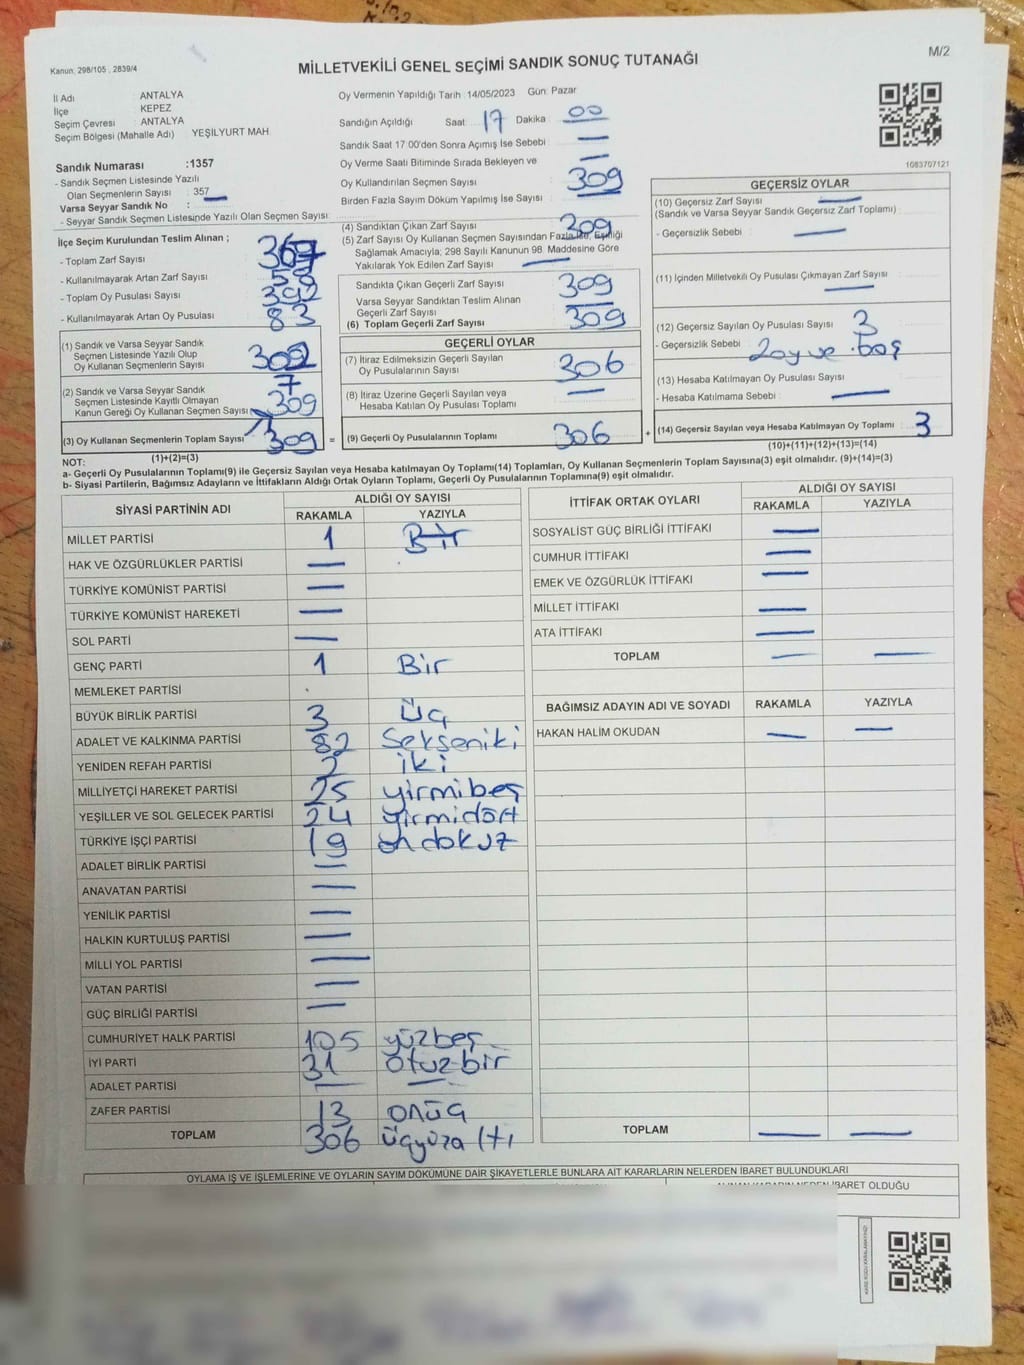 M/2
Kanun: 298/105 , 2839/4
MİLLETVEKİLİ GENEL SEÇİMİ SANDIK SONUÇ TUTANAĞI
İl Adı : ANTALYA
İlçe : KEPEZ
Seçim Çevresi : ANTALYA
Seçim Bölgesi (Mahalle Adı) YEŞİLYURT MAH
Sandık Numarası :1357
- Sandık Seçmen Listesinde Yazılı
Olan Seçmenlerin Sayısı : 357
Varsa Seyyar Sandık No :
- Seyyar Sandık Seçmen Listesinde Yazılı Olan Seçmen Sayısı:
Oy Vermenin Yapıldığı Tarih :14/05/2023 Gün: Pazar
Sandığın Açıldığı Saat 17 Dakika : 00
Sandık Saat 17 00'den Sonra Açımış İse Sebebi : —
Oy Verme Saati Bitiminde Sırada Bekleyen ve —
Oy Kullandırılan Seçmen Sayısı : 309
Birden Fazla Sayım Döküm Yapılmış İse Sayısı : —
1083707121
İlçe Seçim Kurulundan Teslim Alınan ;
- Toplam Zarf Sayısı :
- Kullanılmayarak Artan Zarf Sayısı : 58
- Toplam Oy Pusulası Sayısı : 392
- Kullanılmayarak Artan Oy Pusulası : 83
(1) Sandık ve Varsa Seyyar Sandık
Seçmen Listesinde Yazılı Olup
Oy Kullanan Seçmenlerin Sayısı :
(2) Sandık ve Varsa Seyyar Sandık 7
Seçmen Listesinde Kayıtlı Olmayan
Kanun Gereği Oy Kullanan Seçmen Sayısı : 309
(3) Oy Kullanan Seçmenlerin Toplam Sayısı : 309
(1)+(2)=(3)
(4) Sandıktan Çıkan Zarf Sayısı : 309
(5) Zarf Sayısı Oy Kullanan Seçmen Sayısından Fazla İse, Eşitliği
Sağlamak Amacıyla; 298 Sayılı Kanunun 98. Maddesine Göre
Yakılarak Yok Edilen Zarf Sayısı : —
Sandıkta Çıkan Geçerli Zarf Sayısı : 309
Varsa Seyyar Sandıktan Teslim Alınan
Geçerli Zarf Sayısı : —
(6) Toplam Geçerli Zarf Sayısı : 309
GEÇERLİ OYLAR
(7) İtiraz Edilmeksizin Geçerli Sayılan
Oy Pusulalarının Sayısı : 306
(8) İtiraz Üzerine Geçerli Sayılan veya
Hesaba Katılan Oy Pusulası Toplamı : —
= (9) Geçerli Oy Pusulalarının Toplamı : 306
GEÇERSİZ OYLAR
(10) Geçersiz Zarf Sayısı : —
(Sandık ve Varsa Seyyar Sandık Geçersiz Zarf Toplamı)
- Geçersizlik Sebebi : —
(11) İçinden Milletvekili Oy Pusulası Çıkmayan Zarf Sayısı : —
(12) Geçersiz Sayılan Oy Pusulası Sayısı : 3
- Geçersizlik Sebebi : 2oy ve boş
(13) Hesaba Katılmayan Oy Pusulası Sayısı :
- Hesaba Katılmama Sebebi : —
+ (14) Geçersiz Sayılan veya Hesaba Katılmayan Oy Toplamı : 3
(10)+(11)+(12)+(13)=(14)
NOT:
a- Geçerli Oy Pusulalarının Toplamı(9) ile Geçersiz Sayılan veya Hesaba katılmayan Oy Toplamı(14) Toplamları, Oy Kullanan Seçmenlerin Toplam Sayısına(3) eşit olmalıdır. (9)+(14)=(3)
b- Siyasi Partilerin, Bağımsız Adayların ve İttifakların Aldığı Ortak Oyların Toplamı, Geçerli Oy Pusulalarının Toplamına(9) eşit olmalıdır.
SİYASİ PARTİNİN ADI ALDIĞI OY SAYISI
RAKAMLA YAZIYLA
MİLLET PARTİSİ 1 Bir
HAK VE ÖZGÜRLÜKLER PARTİSİ —
TÜRKİYE KOMÜNİST PARTİSİ —
TÜRKİYE KOMÜNİST HAREKETİ —
SOL PARTİ —
GENÇ PARTİ 1 Bir
MEMLEKET PARTİSİ
BÜYÜK BİRLİK PARTİSİ 3 üç
ADALET VE KALKINMA PARTİSİ 82 Sekseniki
YENİDEN REFAH PARTİSİ 2 iki
MİLLİYETÇİ HAREKET PARTİSİ 25 yirmibeş
YEŞİLLER VE SOL GELECEK PARTİSİ 24 yirmidört
TÜRKİYE İŞÇİ PARTİSİ 19 ondokuz
ADALET BİRLİK PARTİSİ —
ANAVATAN PARTİSİ —
YENİLİK PARTİSİ —
HALKIN KURTULUŞ PARTİSİ —
MİLLİ YOL PARTİSİ —
VATAN PARTİSİ —
GÜÇ BİRLİĞİ PARTİSİ —
CUMHURİYET HALK PARTİSİ 105 yüzbeş
İYİ PARTİ 31 otuzbir
ADALET PARTİSİ — —
ZAFER PARTİSİ 13 onüç
TOPLAM 306 üçyüzaltı
İTTİFAK ORTAK OYLARI ALDIĞI OY SAYISI
RAKAMLA YAZIYLA
SOSYALİST GÜÇ BİRLİĞİ İTTİFAKI —
CUMHUR İTTİFAKI —
EMEK VE ÖZGÜRLÜK İTTİFAKI —
MİLLET İTTİFAKI —
ATA İTTİFAKI —
TOPLAM — —
BAĞIMSIZ ADAYIN ADI VE SOYADI RAKAMLA YAZIYLA
HAKAN HALİM OKUDAN — —
TOPLAM — —
OYLAMA İŞ VE İŞLEMLERİNE VE OYLARIN SAYIM DÖKÜMÜNE DAİR ŞİKAYETLERLE BUNLARA AİT KARARLARIN NELERDEN İBARET BULUNDUKLARI
İBARET OLDUĞU